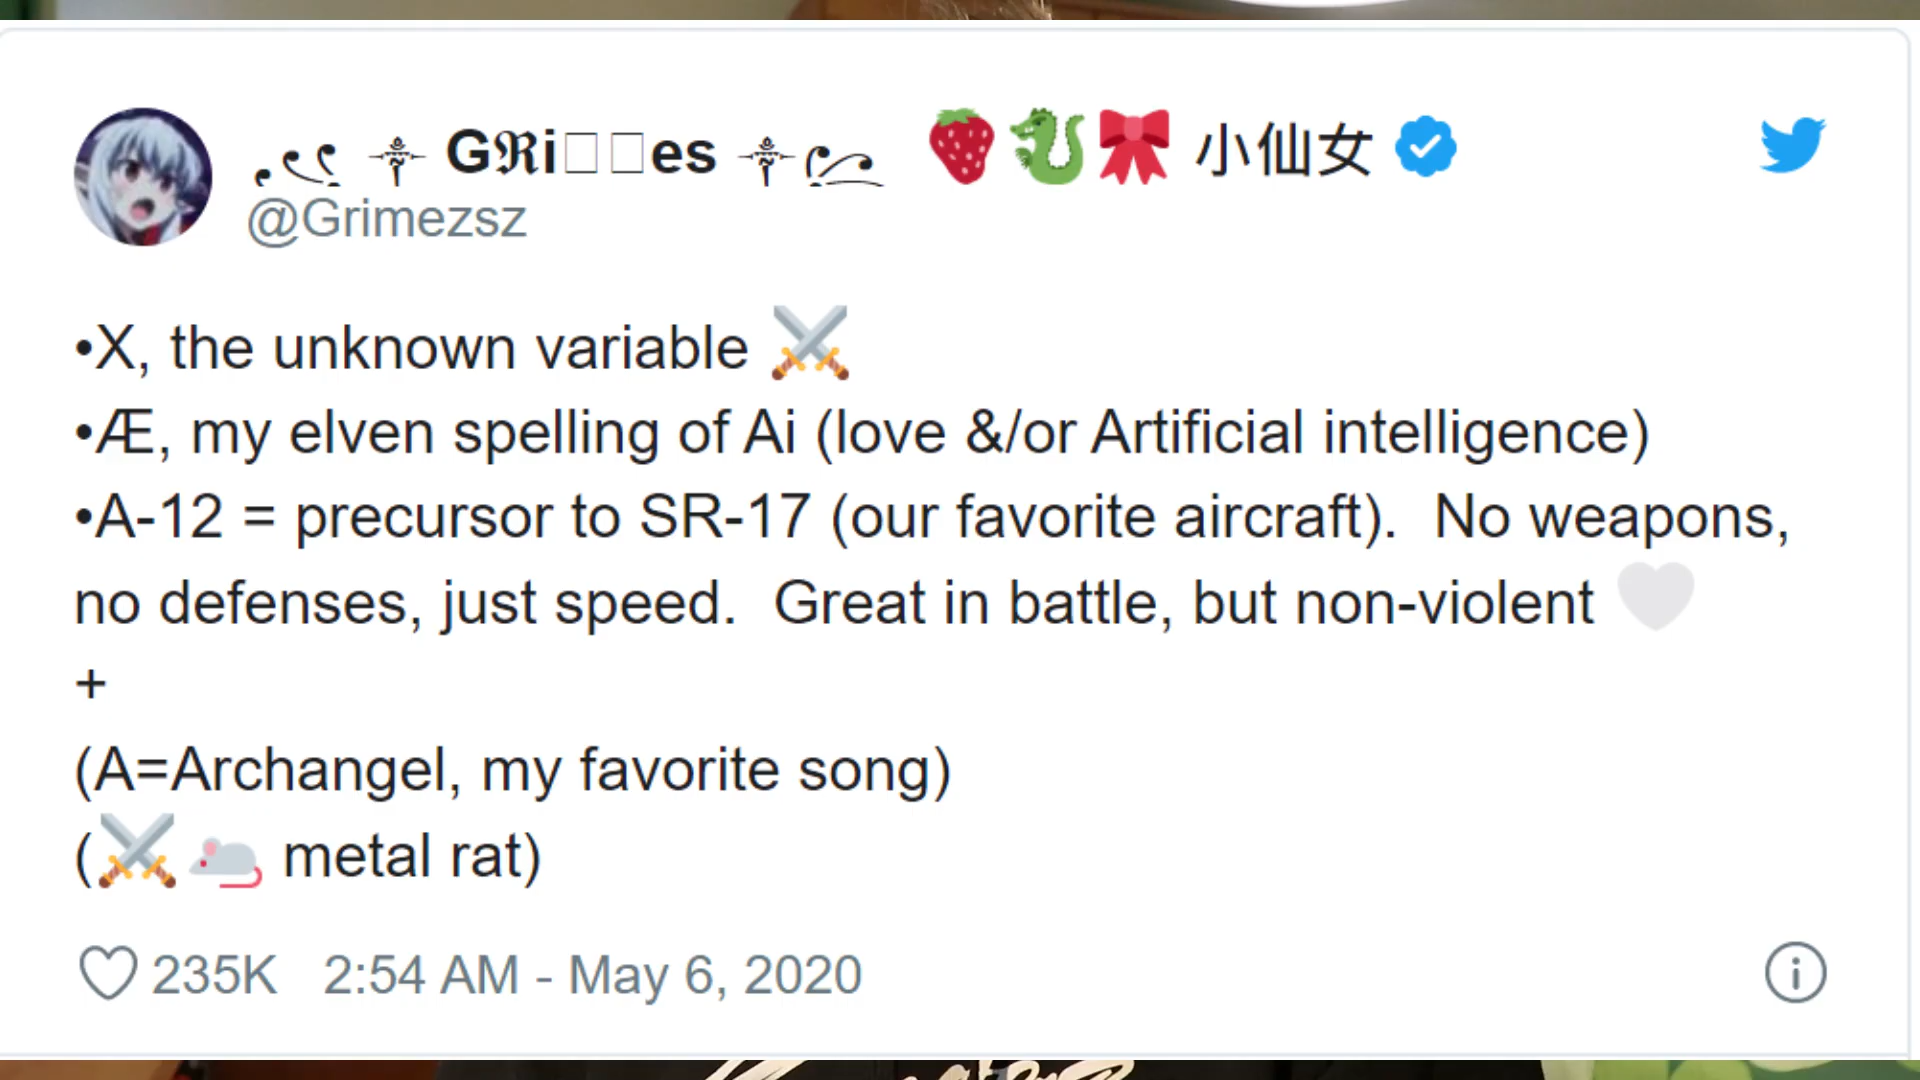 Gℜi□□es 🍓🐉🎀 小仙女
@Grimezsz
•X, the unknown variable ⚔️
•Æ, my elven spelling of Ai (love &/or Artificial intelligence)
•A-12 = precursor to SR-17 (our favorite aircraft).  No weapons,
no defenses, just speed.  Great in battle, but non-violent 🤍
+
(A=Archangel, my favorite song)
(⚔️🐁 metal rat)
235K 2:54 AM - May 6, 2020